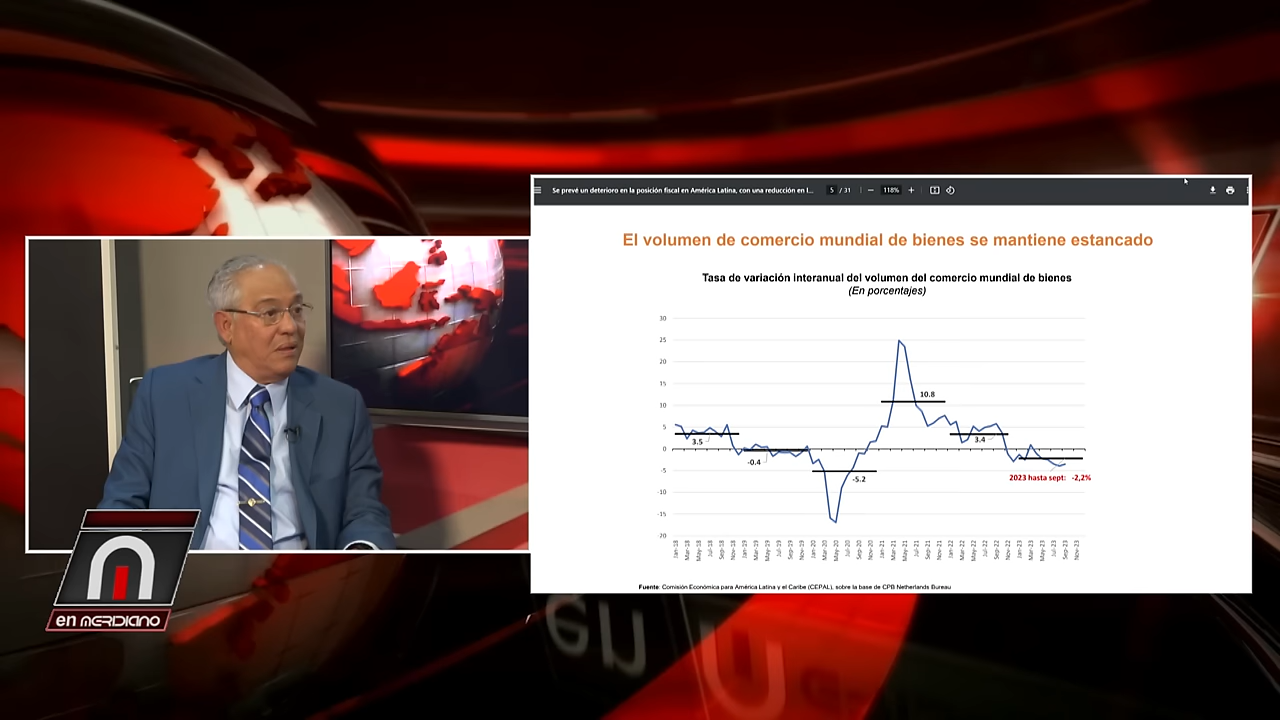 Se prevé un deterioro en la posición fiscal en América Latina, con una reducción en l... 5 / 31 118%
El volumen de comercio mundial de bienes se mantiene estancado
Tasa de variación interanual del volumen del comercio mundial de bienes
(En porcentajes)
30
25
20
15
10
5
0
-5
-10
-15
20
3.5
-0.4
-5.2
10.8
3.4
2023 hasta sept: -2,2%
Jan-18 Mar-18 May-18 Jul-18 Sep-18 Nov-18 Jan-19 Mar-19 May-19 Jul-19 Sep-19 Nov-19 Jan-20 Mar-20 May-20 Jul-20 Sep-20 Nov-20 Jan-21 Mar-21 May-21 Jul-21 Sep-21 Nov-21 Jan-22 Mar-22 May-22 Jul-22 Sep-22 Nov-22 Jan-23 Mar-23 May-23 Jul-23 Sep-23 Nov-23
Fuente: Comisión Económica para América Latina y el Caribe (CEPAL), sobre la base de CPB Netherlands Bureau
en MERDIANO
en